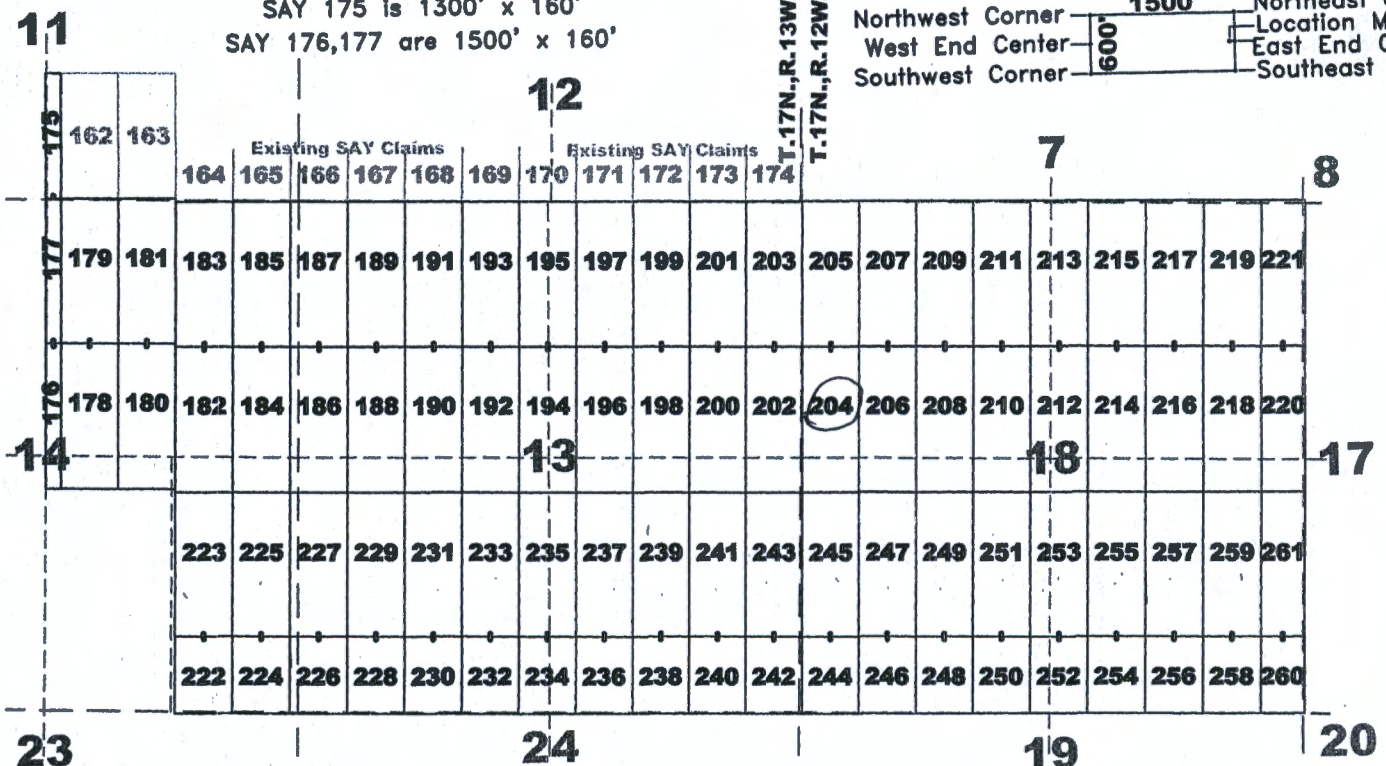 SAY 175 is 1300' x 160'
SAY 176,177 are 1500' x 160'
11
12
T.17N.,R.13W
T.17N.,R.12W
1500
600'
Northwest Corner
West End Center
Southwest Corner
Northeast
Location
East End
Southeast
7
8
175 162 163
Existing SAY Claims
Existing SAY Claims
164 165 166 167 168 169 170 171 172 173 174
177 179 181 183 185 187 189 191 193 195 197 199 201 203 205 207 209 211 213 215 217 219 221
176 178 180 182 184 186 188 190 192 194 196 198 200 202 204 206 208 210 212 214 216 218 220
14
13
18
17
223 225 227 229 231 233 235 237 239 241 243 245 247 249 251 253 255 257 259 261
222 224 226 228 230 232 234 236 238 240 242 244 246 248 250 252 254 256 258 260
23
24
19
20